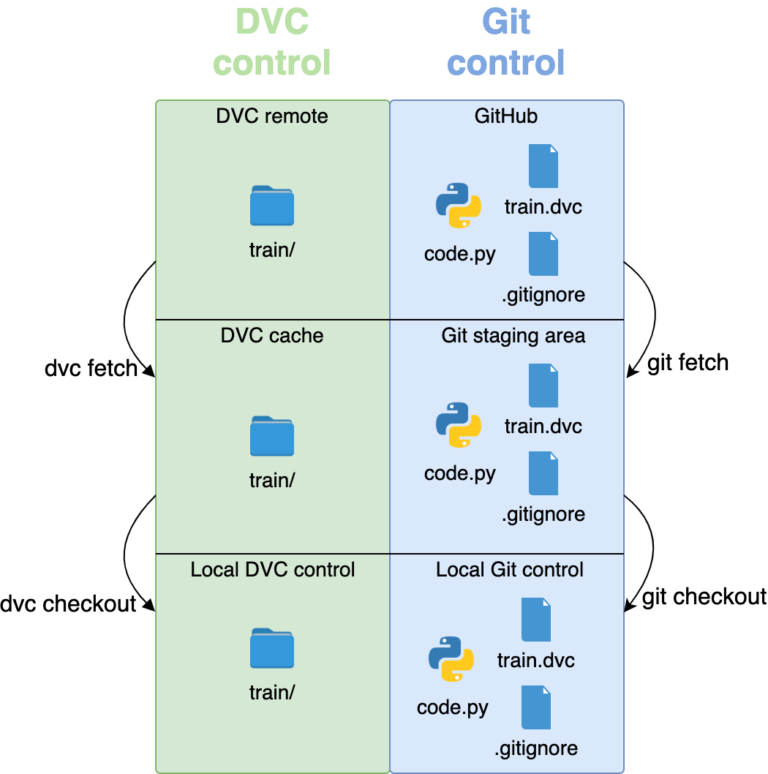 DVC
control
Git
control
DVC remote
GitHub
train/
code.py
train.dvc
.gitignore
dvc fetch
git fetch
DVC cache
Git staging area
train/
code.py
train.dvc
.gitignore
dvc checkout
git checkout
Local DVC control
Local Git control
train/
code.py
train.dvc
.gitignore